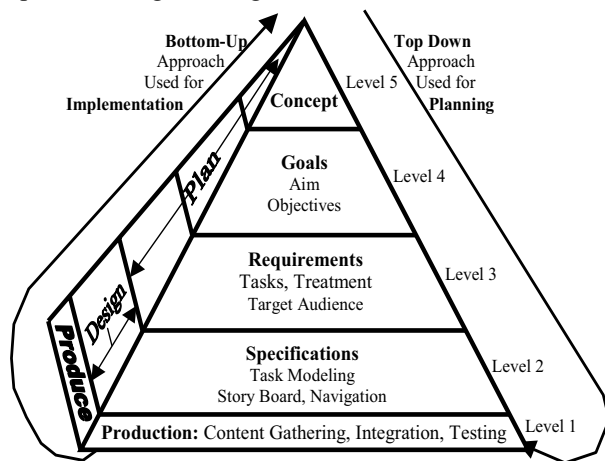 Bottom-Up
Approach
Used for
Implementation
Top Down
Approach
Used for
Planning
Level 5
Concept
Plan
Goals
Aim
Objectives
Level 4
Requirements
Tasks, Treatment
Target Audience
Level 3
Design
Specifications
Task Modeling
Story Board, Navigation
Level 2
Produce
Production: Content Gathering, Integration, Testing
Level 1